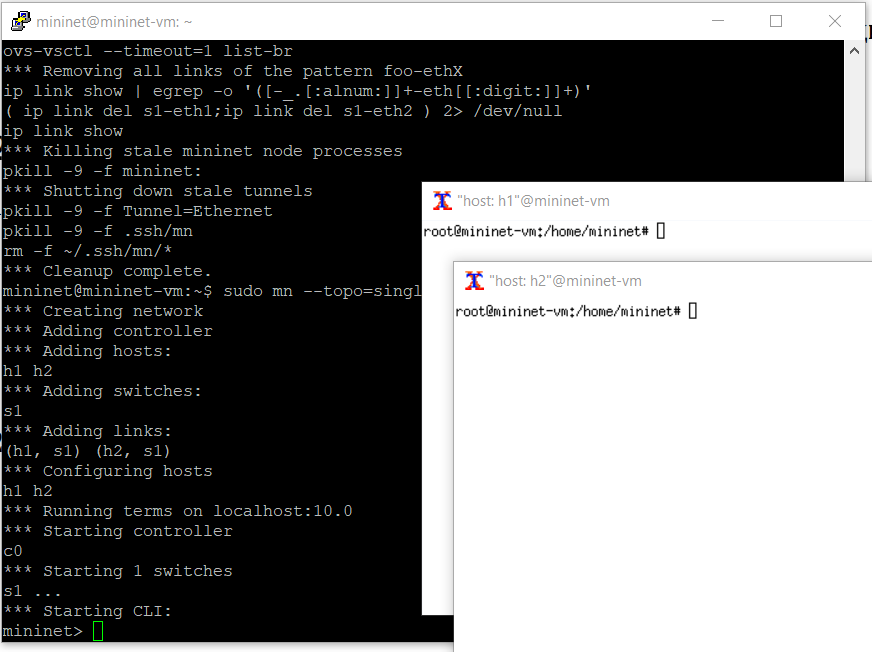 mininet@mininet-vm: ~
ovs-vsctl --timeout=1 list-br
*** Removing all links of the pattern foo-ethX
ip link show | egrep -o '([-_.[:alnum:]]+-eth[[:digit:]]+)'
( ip link del s1-eth1;ip link del s1-eth2 ) 2> /dev/null
ip link show
*** Killing stale mininet node processes
pkill -9 -f mininet:
*** Shutting down stale tunnels
pkill -9 -f Tunnel=Ethernet
pkill -9 -f .ssh/mn
rm -f ~/.ssh/mn/*
*** Cleanup complete.
mininet@mininet-vm:~$ sudo mn --topo=singl
*** Creating network
*** Adding controller
*** Adding hosts:
h1 h2
*** Adding switches:
s1
*** Adding links:
(h1, s1) (h2, s1)
*** Configuring hosts
h1 h2
*** Running terms on localhost:10.0
*** Starting controller
c0
*** Starting 1 switches
s1 ...
*** Starting CLI:
mininet>
"host: h1"@mininet-vm
root@mininet-vm:/home/mininet#
"host: h2"@mininet-vm
root@mininet-vm:/home/mininet#